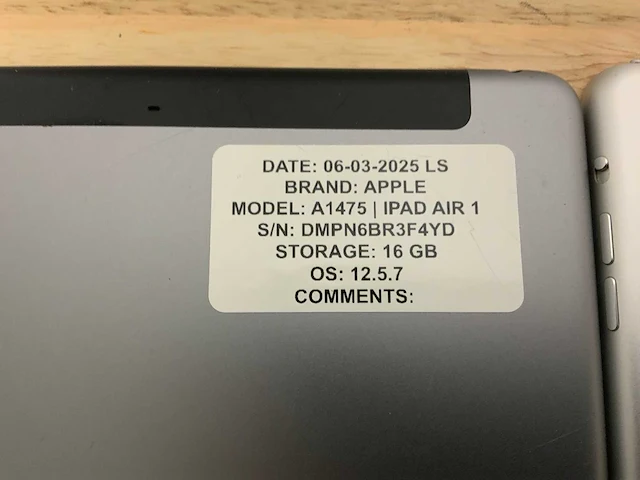 DATE: 06-03-2025 LS
BRAND: APPLE
MODEL: A1475 | IPAD AIR 1
S/N: DMPN6BR3F4YD
STORAGE: 16 GB
OS: 12.5.7
COMMENTS: